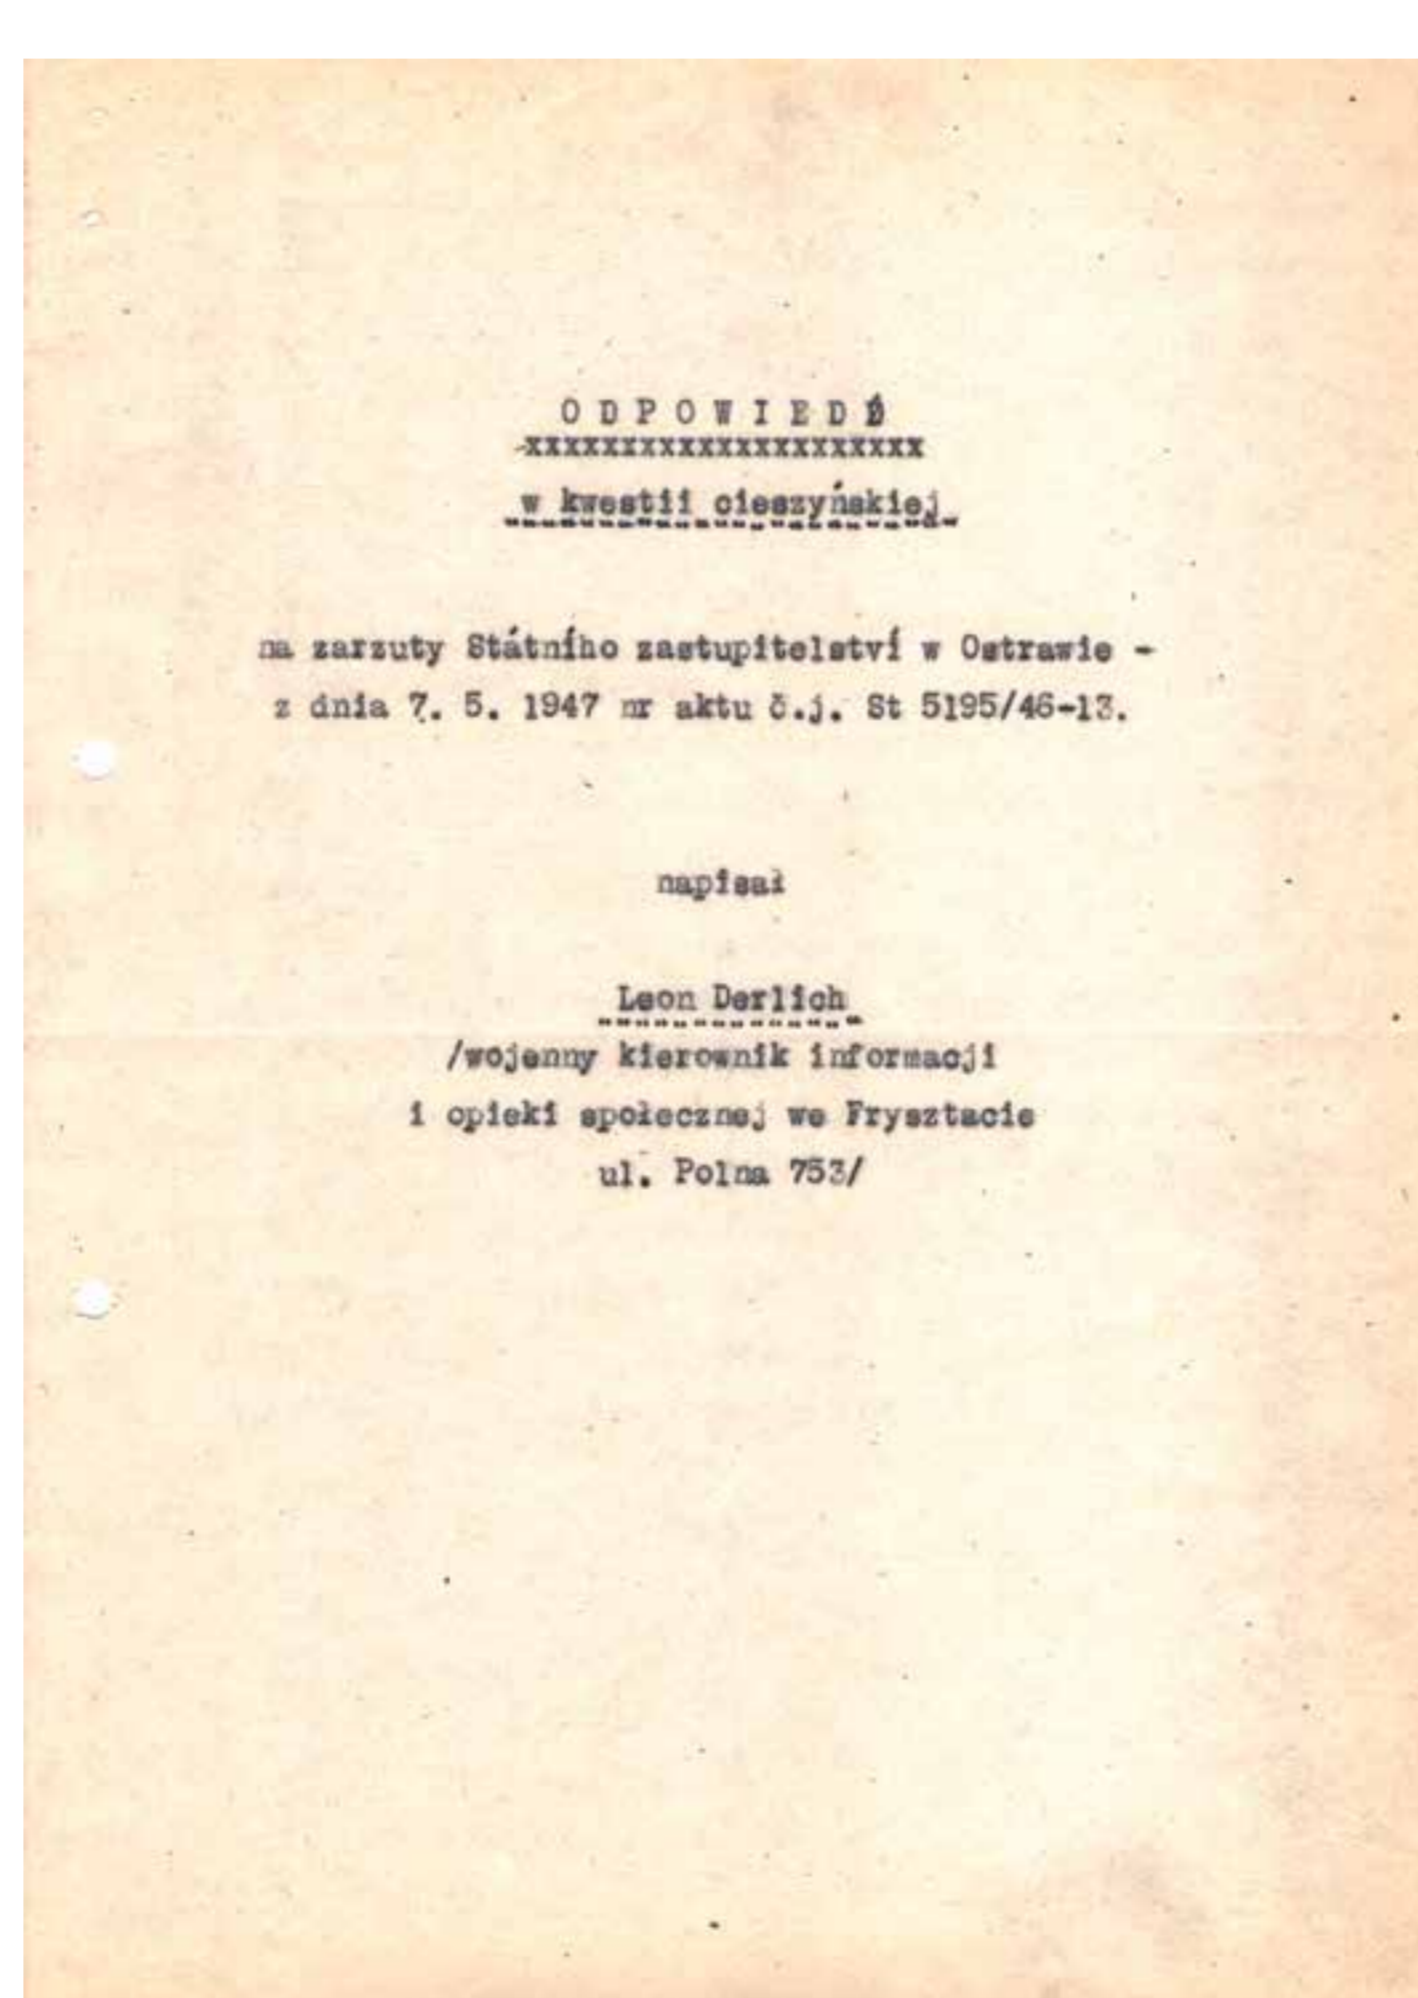 O D P O W I E D Ź
-xxxxxxxxxxxxxxxxxxxxx
w kwestii cieszyńskiej
na zarzuty Státního zastupitelství w Ostrawie -
z dnia 7. 5. 1947 nr aktu č.j. St 5195/46-13.
napisał
Leon Derlich
/wojenny kierownik informacji
i opieki społecznej we Frysztacie
ul. Polna 753/